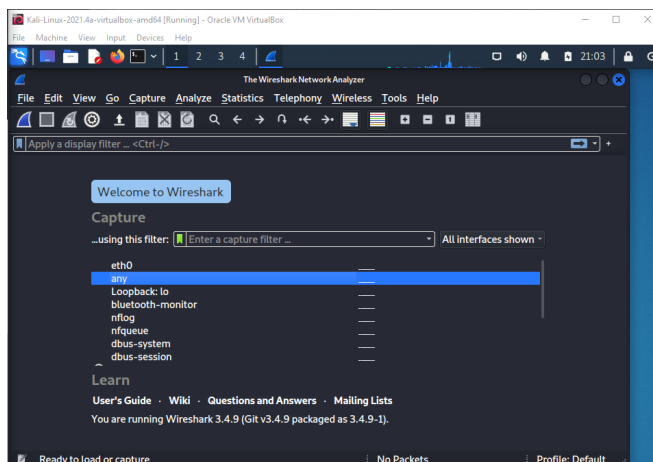 Kali-Linux-2021.4a-virtualbox-amd64 [Running] - Oracle VM VirtualBox
File Machine View Input Devices Help
1 2 3 4
21:03
The Wireshark Network Analyzer
File Edit View Go Capture Analyze Statistics Telephony Wireless Tools Help
Apply a display filter ... <Ctrl-/>
+
Welcome to Wireshark
Capture
...using this filter: Enter a capture filter ... All interfaces shown
eth0
any
Loopback: lo
bluetooth-monitor
nflog
nfqueue
dbus-system
dbus-session
Learn
User's Guide · Wiki · Questions and Answers · Mailing Lists
You are running Wireshark 3.4.9 (Git v3.4.9 packaged as 3.4.9-1).
Ready to load or capture No Packets Profile: Default